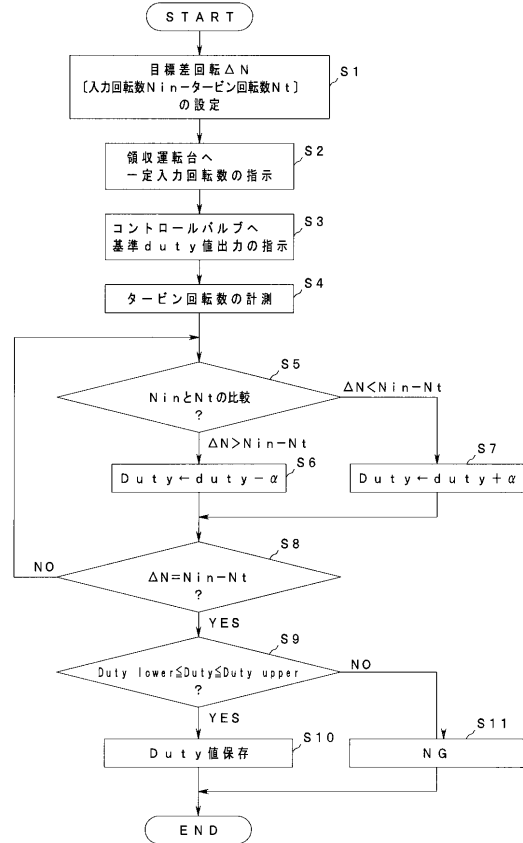 START
S1
目標差回転ΔN
〔入力回転数Nin−タービン回転数Nt〕
の設定
S2
領収運転台へ
一定入力回転数の指示
S3
コントロールバルブへ
基準duty値出力の指示
S4
タービン回転数の計測
S5
NinとNtの比較
?
ΔN<Nin−Nt
ΔN>Nin−Nt
S6
Duty←duty−α
S7
Duty←duty+α
S8
ΔN=Nin−Nt
?
NO
YES
S9
Duty lower≦Duty≦Duty upper
?
NO
YES
S10
Duty値保存
S11
NG
END